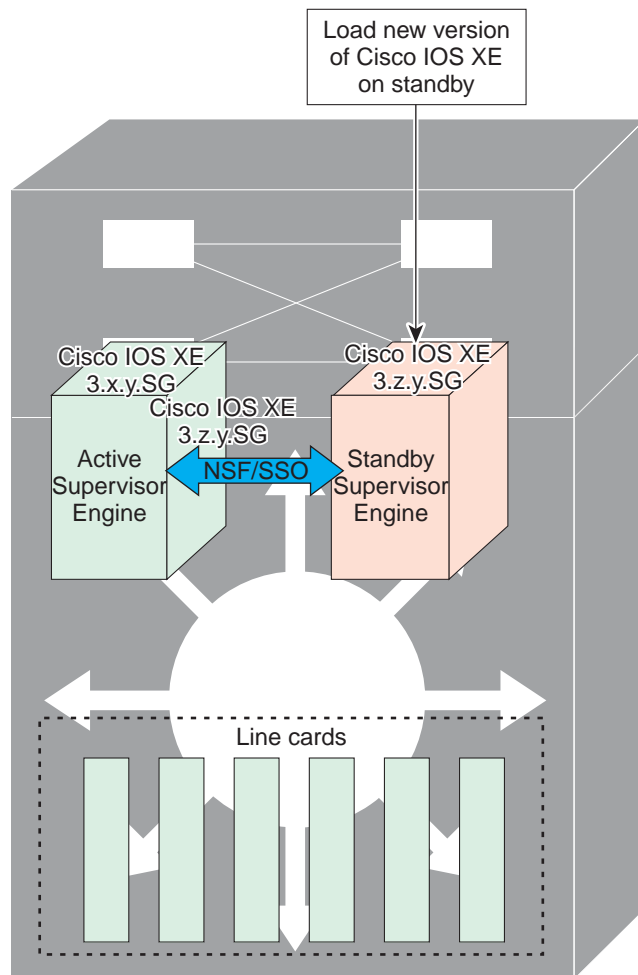 Load new version
of Cisco IOS XE
on standby
Cisco IOS XE
3.x.y.SG
Cisco IOS XE
3.z.y.SG
Cisco IOS XE
3.z.y.SG
Active
Supervisor
Engine
NSF/SSO
Standby
Supervisor
Engine
Line cards